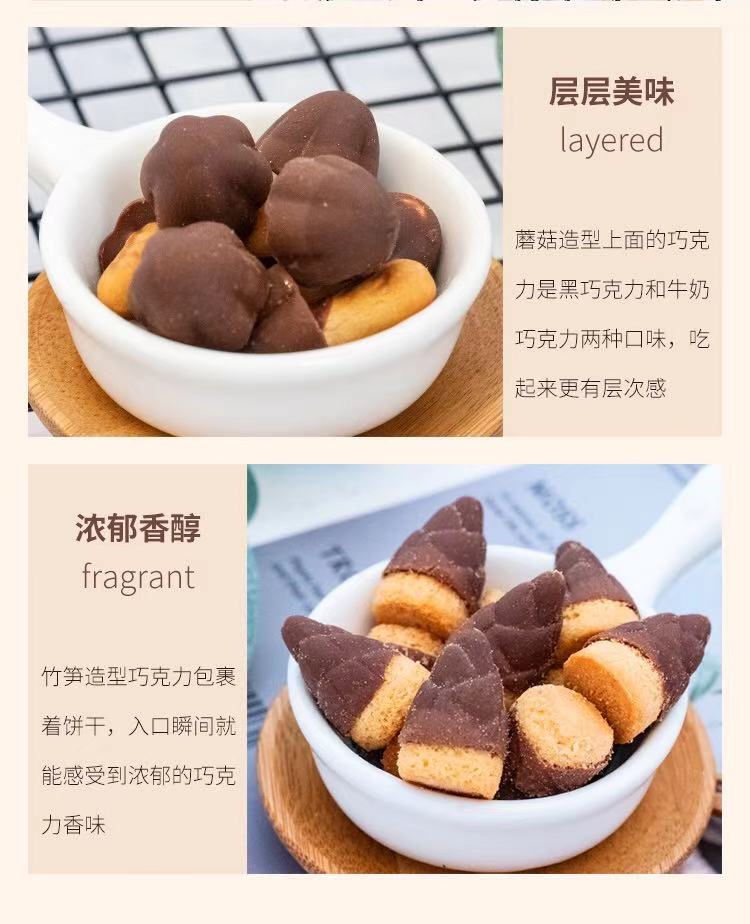 层层美味
layered
蘑菇造型上面的巧克
力是黑巧克力和牛奶
巧克力两种口味，吃
起来更有层次感
浓郁香醇
fragrant
竹笋造型巧克力包裹
着饼干，入口瞬间就
能感受到浓郁的巧克
力香味